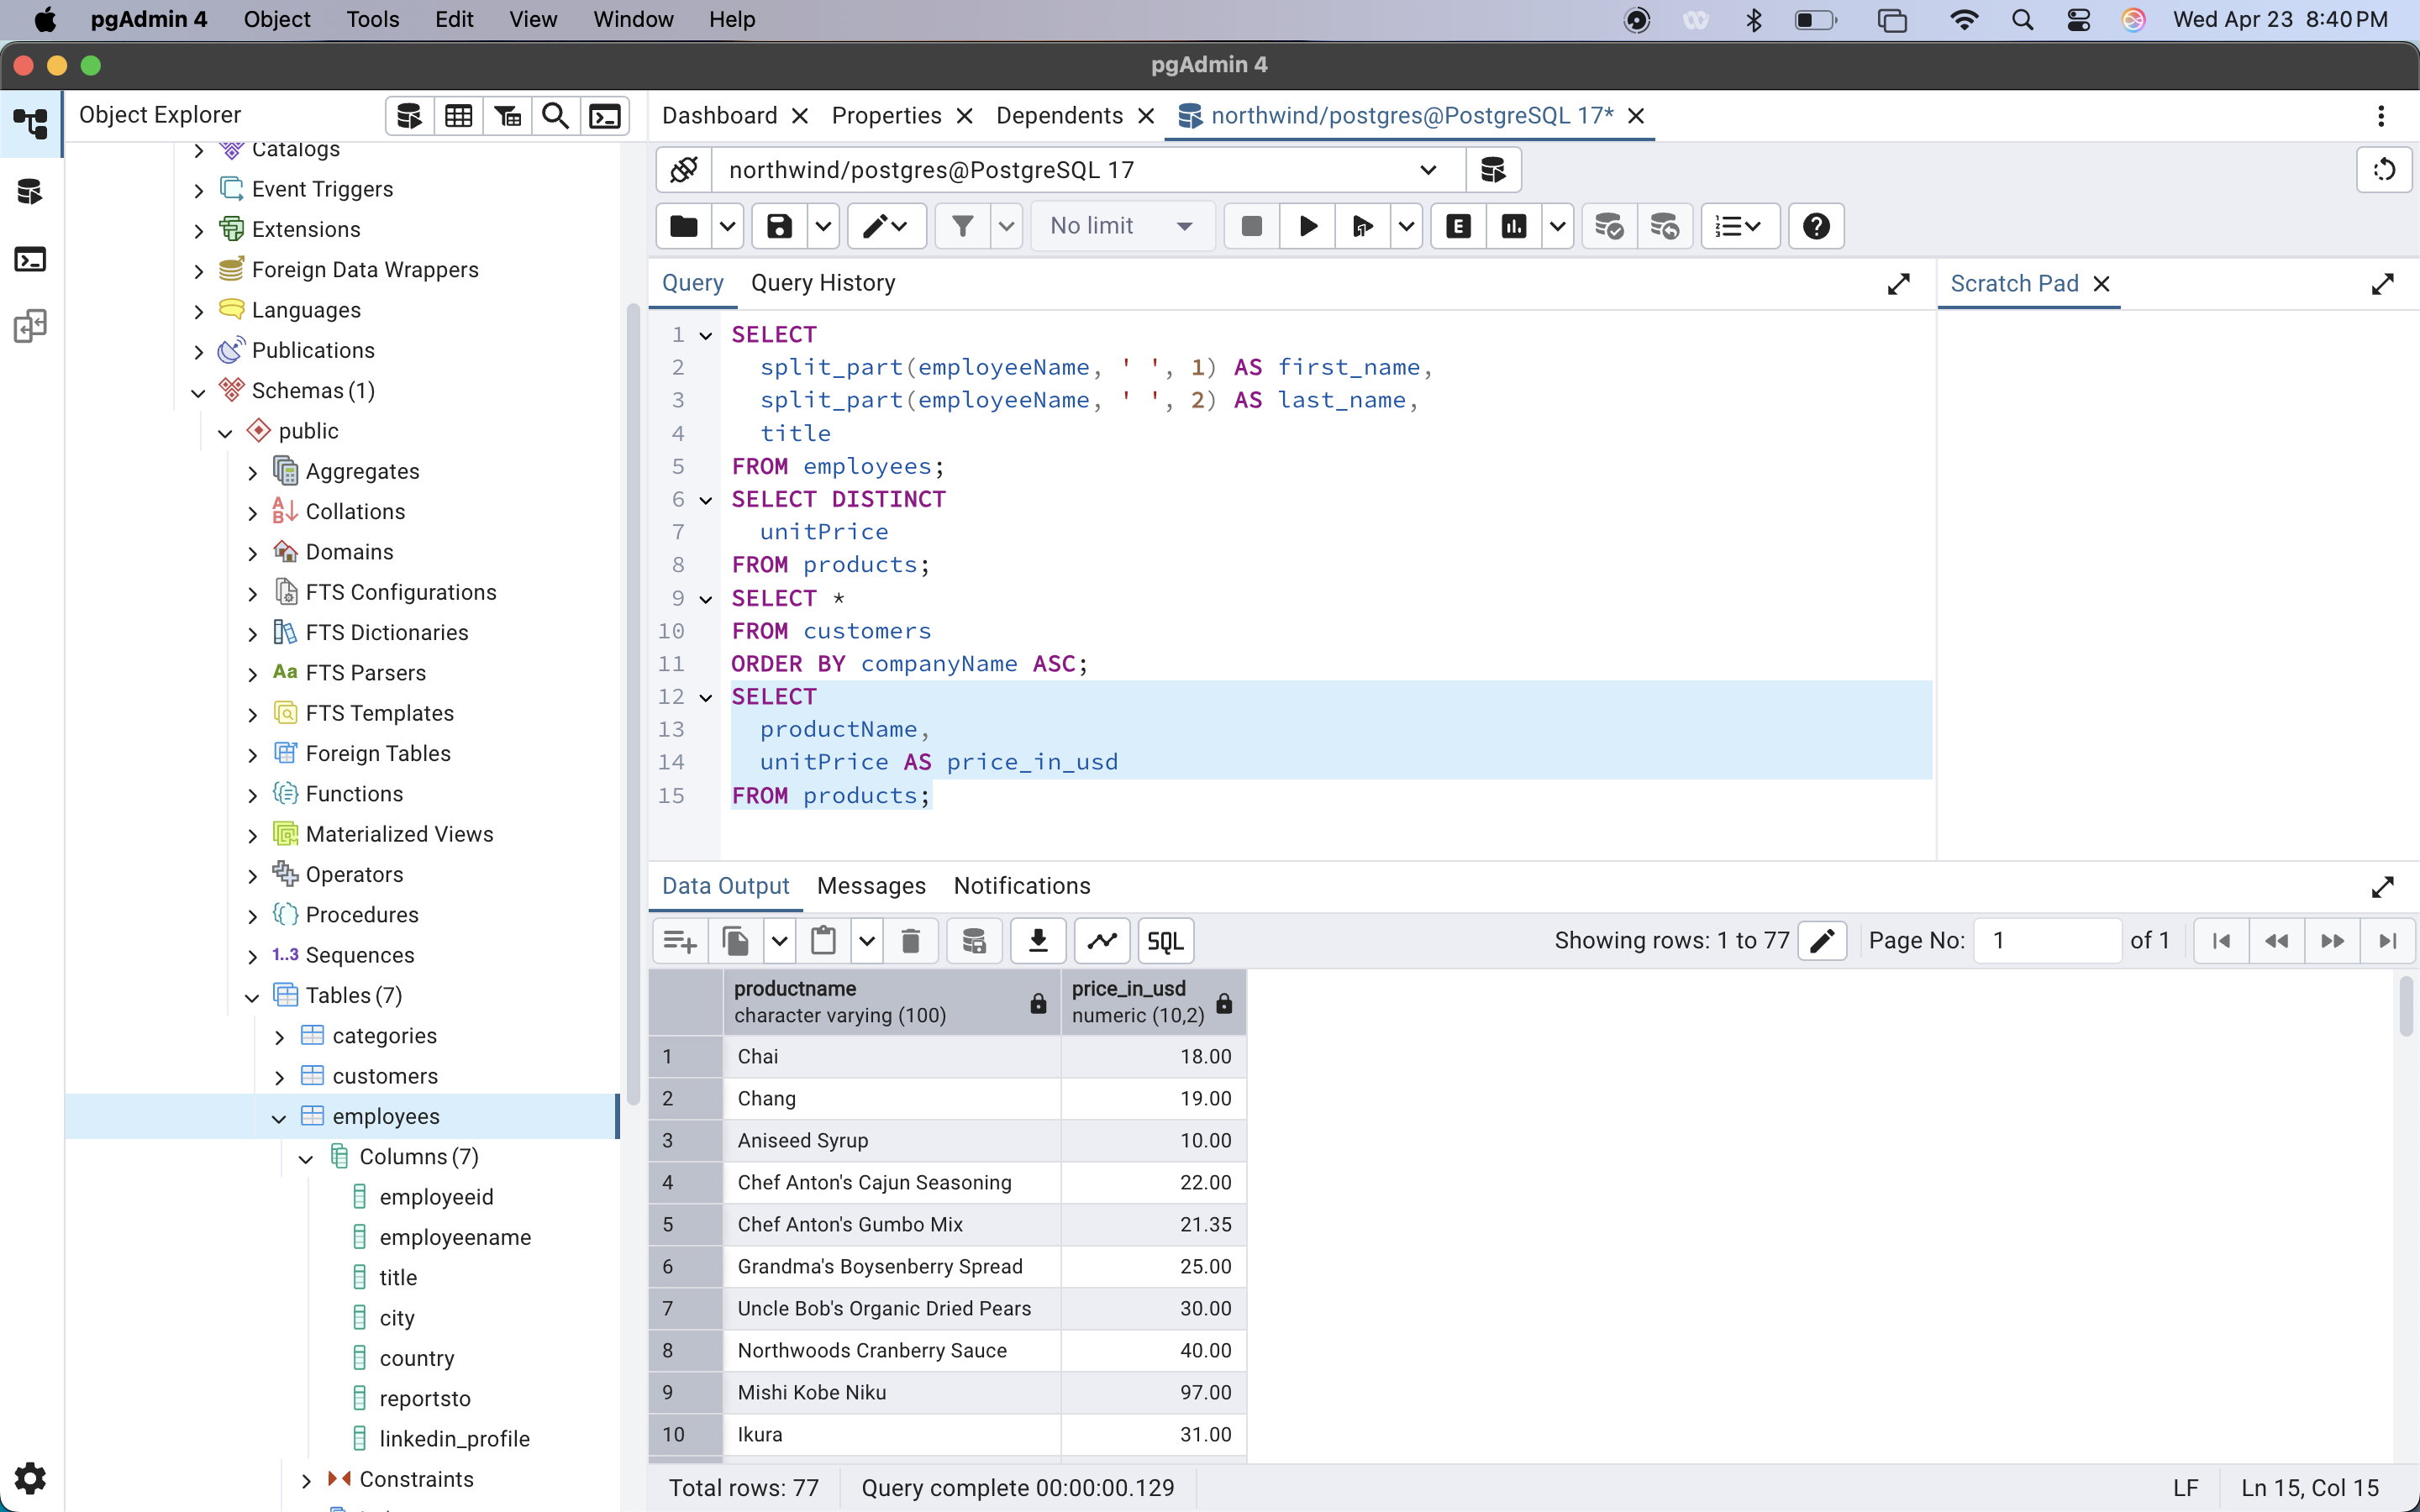 pgAdmin 4 Object Tools Edit View Window Help Wed Apr 23 8:40 PM
pgAdmin 4
Object Explorer
Dashboard Properties Dependents northwind/postgres@PostgreSQL 17*
northwind/postgres@PostgreSQL 17
No limit
Query Query History
Scratch Pad
Catalogs
Event Triggers
Extensions
Foreign Data Wrappers
Languages
Publications
Schemas (1)
public
Aggregates
Collations
Domains
FTS Configurations
FTS Dictionaries
Aa FTS Parsers
FTS Templates
Foreign Tables
Functions
Materialized Views
Operators
Procedures
1..3 Sequences
Tables (7)
categories
customers
employees
Columns (7)
employeeid
employeename
title
city
country
reportsto
linkedin_profile
Constraints
1 SELECT
2 split_part(employeeName, ' ', 1) AS first_name,
3 split_part(employeeName, ' ', 2) AS last_name,
4 title
5 FROM employees;
6 SELECT DISTINCT
7 unitPrice
8 FROM products;
9 SELECT *
10 FROM customers
11 ORDER BY companyName ASC;
12 SELECT
13 productName,
14 unitPrice AS price_in_usd
15 FROM products;
Data Output Messages Notifications
SQL Showing rows: 1 to 77 Page No: 1 of 1
productname price_in_usd
character varying (100) numeric (10,2)
1 Chai 18.00
2 Chang 19.00
3 Aniseed Syrup 10.00
4 Chef Anton's Cajun Seasoning 22.00
5 Chef Anton's Gumbo Mix 21.35
6 Grandma's Boysenberry Spread 25.00
7 Uncle Bob's Organic Dried Pears 30.00
8 Northwoods Cranberry Sauce 40.00
9 Mishi Kobe Niku 97.00
10 Ikura 31.00
Total rows: 77 Query complete 00:00:00.129 LF Ln 15, Col 15